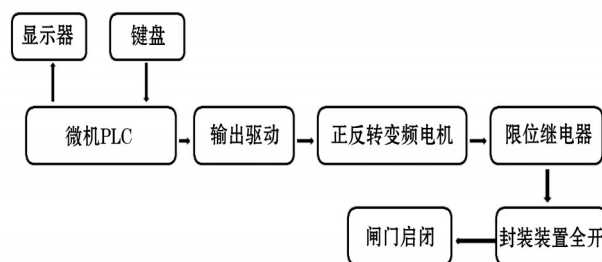 显示器
键盘
微机PLC
输出驱动
正反转变频电机
限位继电器
闸门启闭
封装装置全开